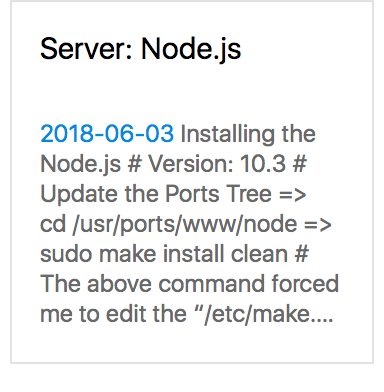 Server: Node.js
2018-06-03 Installing the
Node.js # Version: 10.3 #
Update the Ports Tree =>
cd /usr/ports/www/node =>
sudo make install clean #
The above command forced
me to edit the “/etc/make....